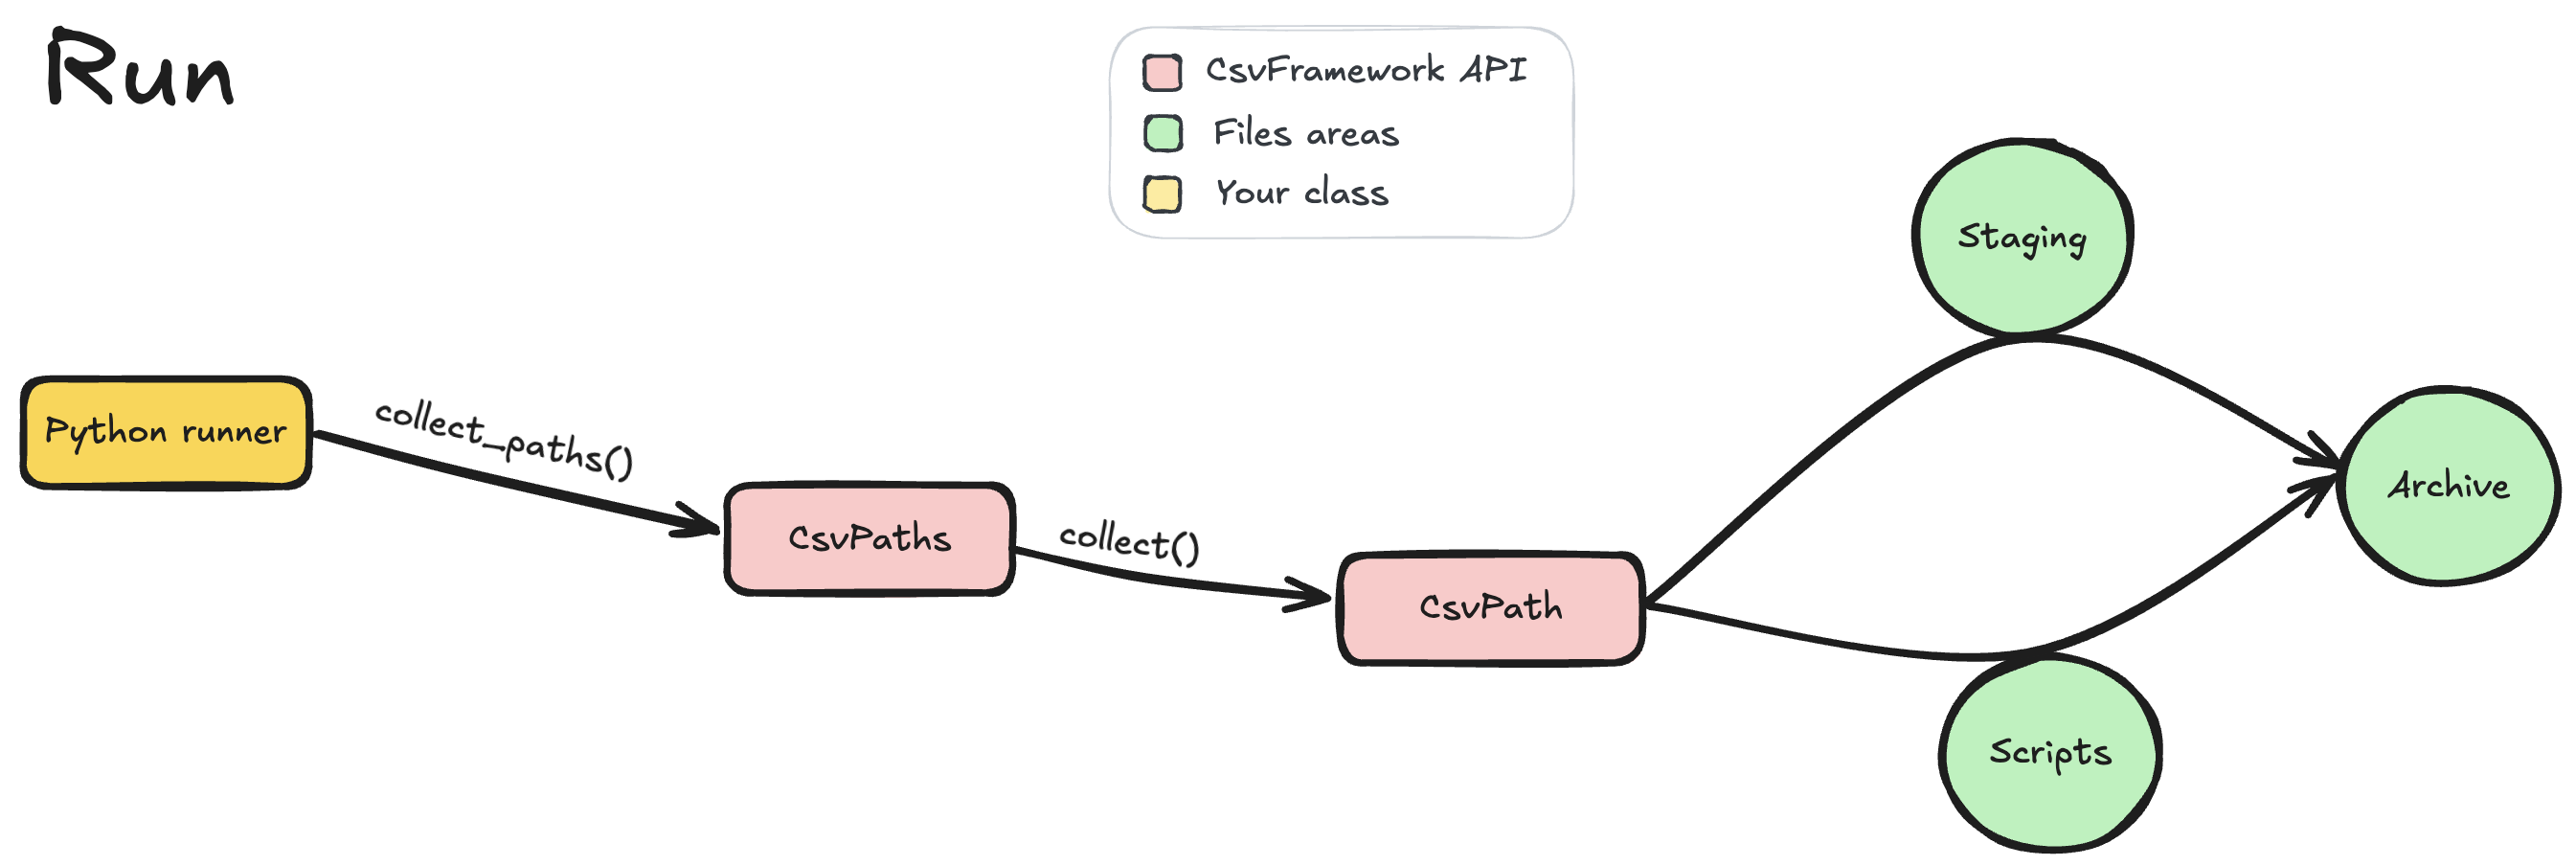 Run
CsvFramework API
Files areas
Your class
Staging
Python runner
collect_paths()
CsvPaths
collect()
CsvPath
Archive
Scripts